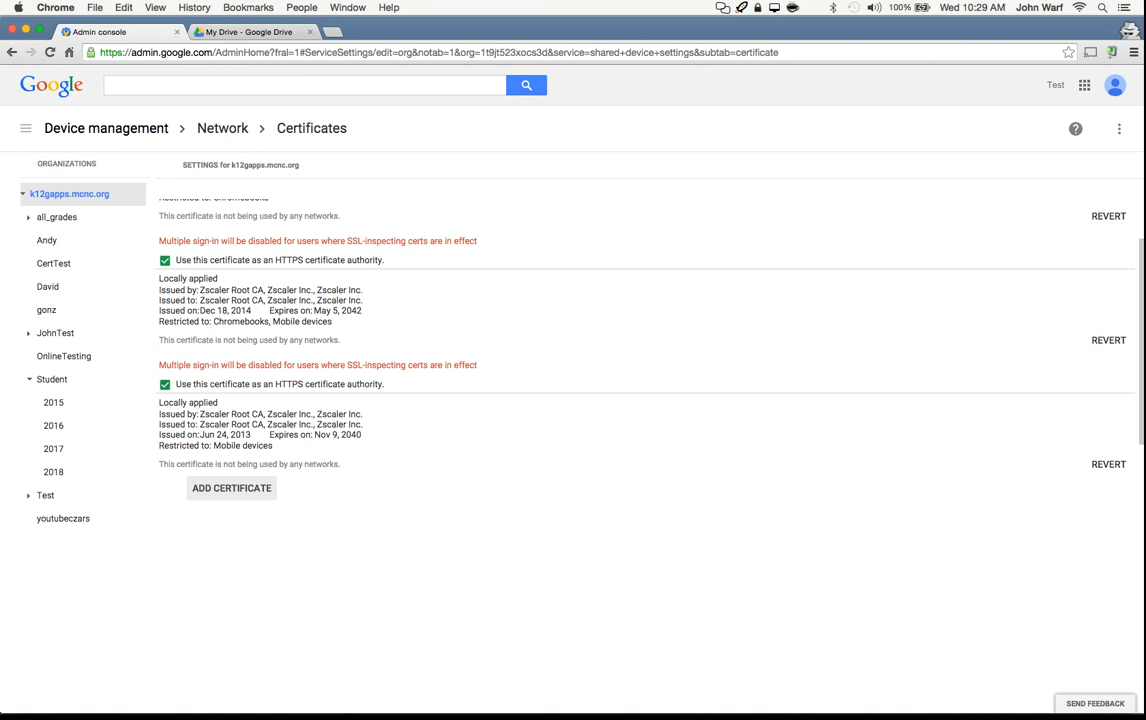 Chrome File Edit View History Bookmarks People Window Help 100% Wed 10:29 AM John Warf
Admin console × My Drive - Google Drive ×
https://admin.google.com/AdminHome?fral=1#ServiceSettings/edit=org&notab=1&org=1t9jt523xocs3d&service=shared+device+settings&subtab=certificate
Google Test
Device management > Network > Certificates
ORGANIZATIONS
SETTINGS for k12gapps.mcnc.org
k12gapps.mcnc.org
all_grades
Andy
CertTest
David
gonz
JohnTest
OnlineTesting
Student
2015
2016
2017
2018
Test
youtubeczars
Restricted to: Chromebooks
This certificate is not being used by any networks. REVERT
Multiple sign-in will be disabled for users where SSL-inspecting certs are in effect
Use this certificate as an HTTPS certificate authority.
Locally applied
Issued by: Zscaler Root CA, Zscaler Inc., Zscaler Inc.
Issued to: Zscaler Root CA, Zscaler Inc., Zscaler Inc.
Issued on:Dec 18, 2014 Expires on: May 5, 2042
Restricted to: Chromebooks, Mobile devices
This certificate is not being used by any networks. REVERT
Multiple sign-in will be disabled for users where SSL-inspecting certs are in effect
Use this certificate as an HTTPS certificate authority.
Locally applied
Issued by: Zscaler Root CA, Zscaler Inc., Zscaler Inc.
Issued to: Zscaler Root CA, Zscaler Inc., Zscaler Inc.
Issued on:Jun 24, 2013 Expires on: Nov 9, 2040
Restricted to: Mobile devices
This certificate is not being used by any networks. REVERT
ADD CERTIFICATE
SEND FEEDBACK